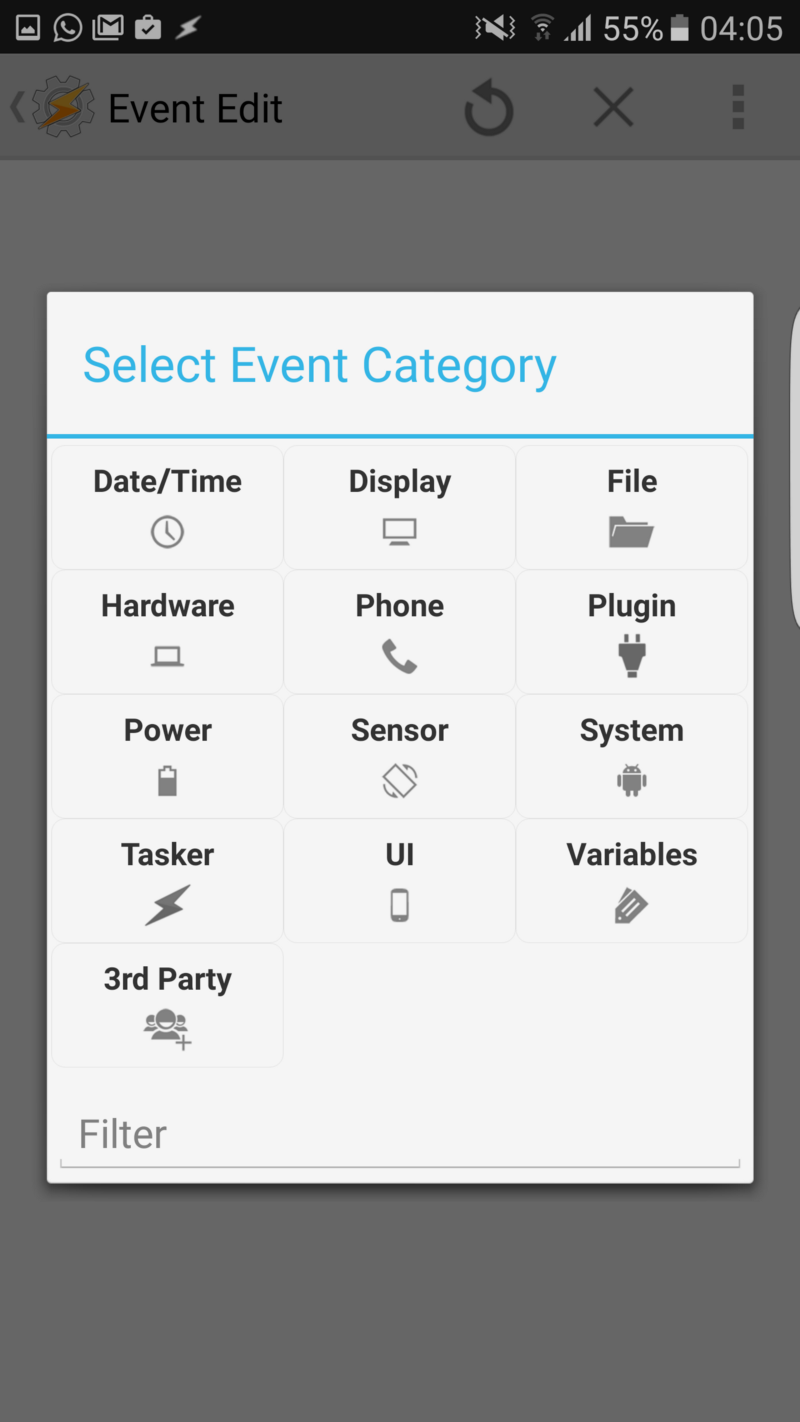 55% 04:05
Event Edit
Select Event Category
Date/Time Display File
Hardware Phone Plugin
Power Sensor System
Tasker UI Variables
3rd Party
Filter